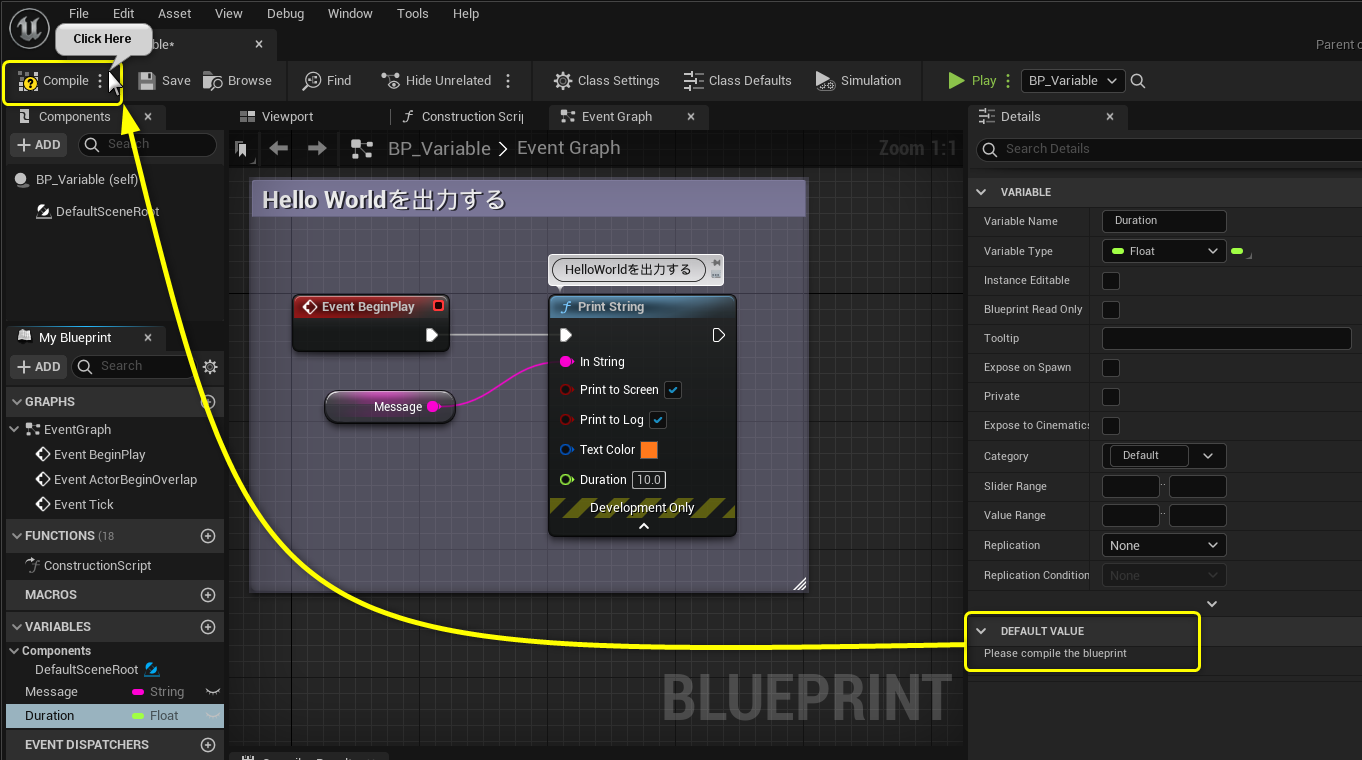 File Edit Asset View Debug Window Tools Help
Click Here
ble*
Parent c
Compile Save Browse Find Hide Unrelated Class Settings Class Defaults Simulation Play BP_Variable
Components
ADD Search
BP_Variable (self)
DefaultSceneRoot
My Blueprint
ADD Search
GRAPHS
EventGraph
Event BeginPlay
Event ActorBeginOverlap
Event Tick
FUNCTIONS (18
ConstructionScript
MACROS
VARIABLES
Components
DefaultSceneRoot
Message String
Duration Float
EVENT DISPATCHERS
Viewport Construction Scrip Event Graph
BP_Variable > Event Graph Zoom 1:1
Hello Worldを出力する
HelloWorldを出力する
Event BeginPlay
Message
Print String
In String
Print to Screen
Print to Log
Text Color
Duration 10.0
Development Only
BLUEPRINT
Details
Search Details
VARIABLE
Variable Name Duration
Variable Type Float
Instance Editable
Blueprint Read Only
Tooltip
Expose on Spawn
Private
Expose to Cinematics
Category Default
Slider Range
Value Range
Replication None
Replication Condition None
DEFAULT VALUE
Please compile the blueprint